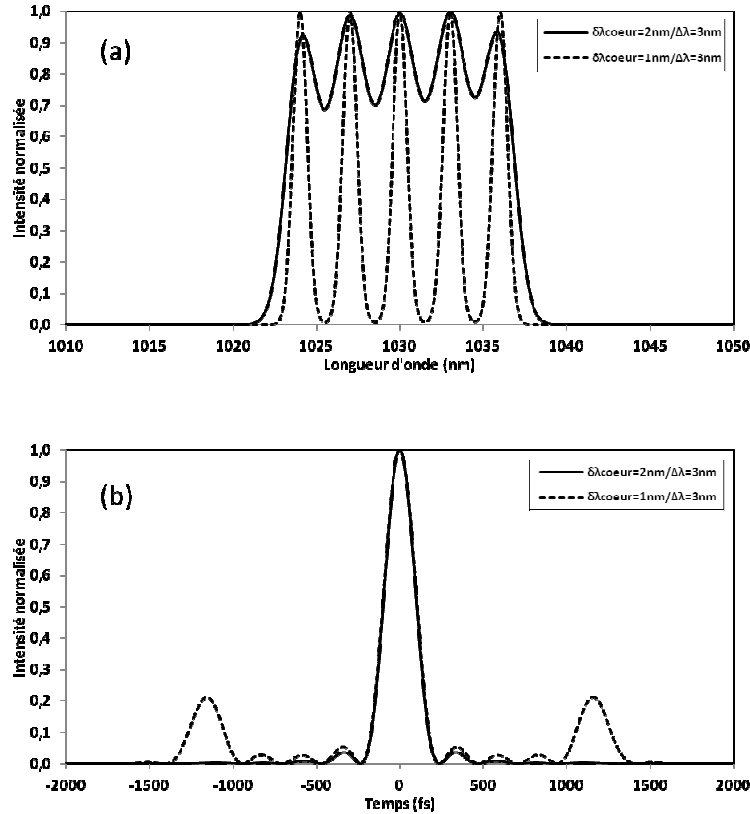 1,0
0,9
0,8
0,7
0,6
0,5
0,4
0,3
0,2
0,1
0,0
Intensité normalisée
(a)
δλcoeur=2nm/Δλ=3nm
δλcoeur=1nm/Δλ=3nm
1010 1015 1020 1025 1030 1035 1040 1045 1050
Longueur d'onde (nm)
1,0
0,9
0,8
0,7
0,6
0,5
0,4
0,3
0,2
0,1
0,0
Intensité normalisée
(b)
δλcoeur=2nm/Δλ=3nm
δλcoeur=1nm/Δλ=3nm
-2000 -1500 -1000 -500 0 500 1000 1500 2000
Temps (fs)